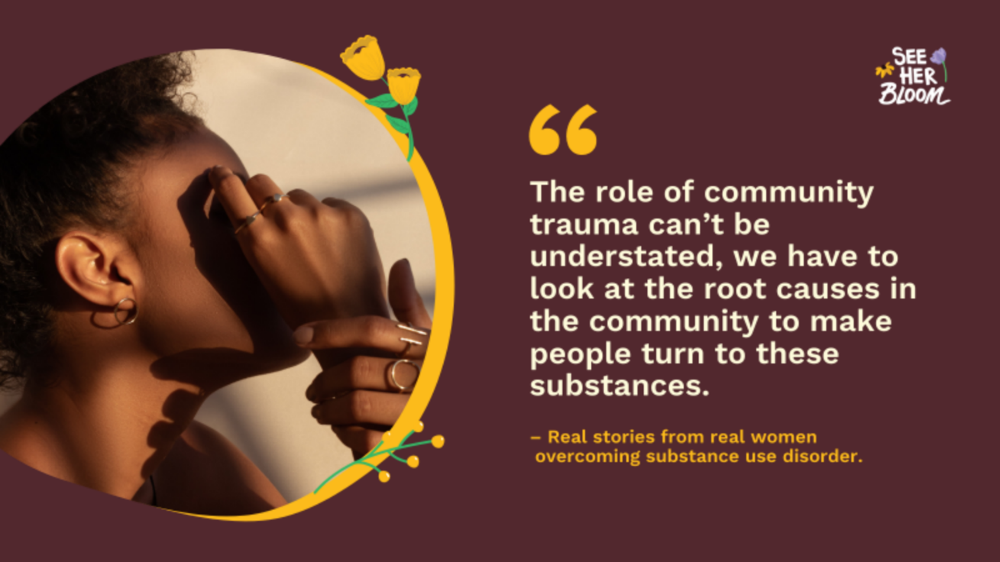 SEE
HER
BLOOM
“
The role of community
trauma can’t be
understated, we have to
look at the root causes in
the community to make
people turn to these
substances.
– Real stories from real women
overcoming substance use disorder.